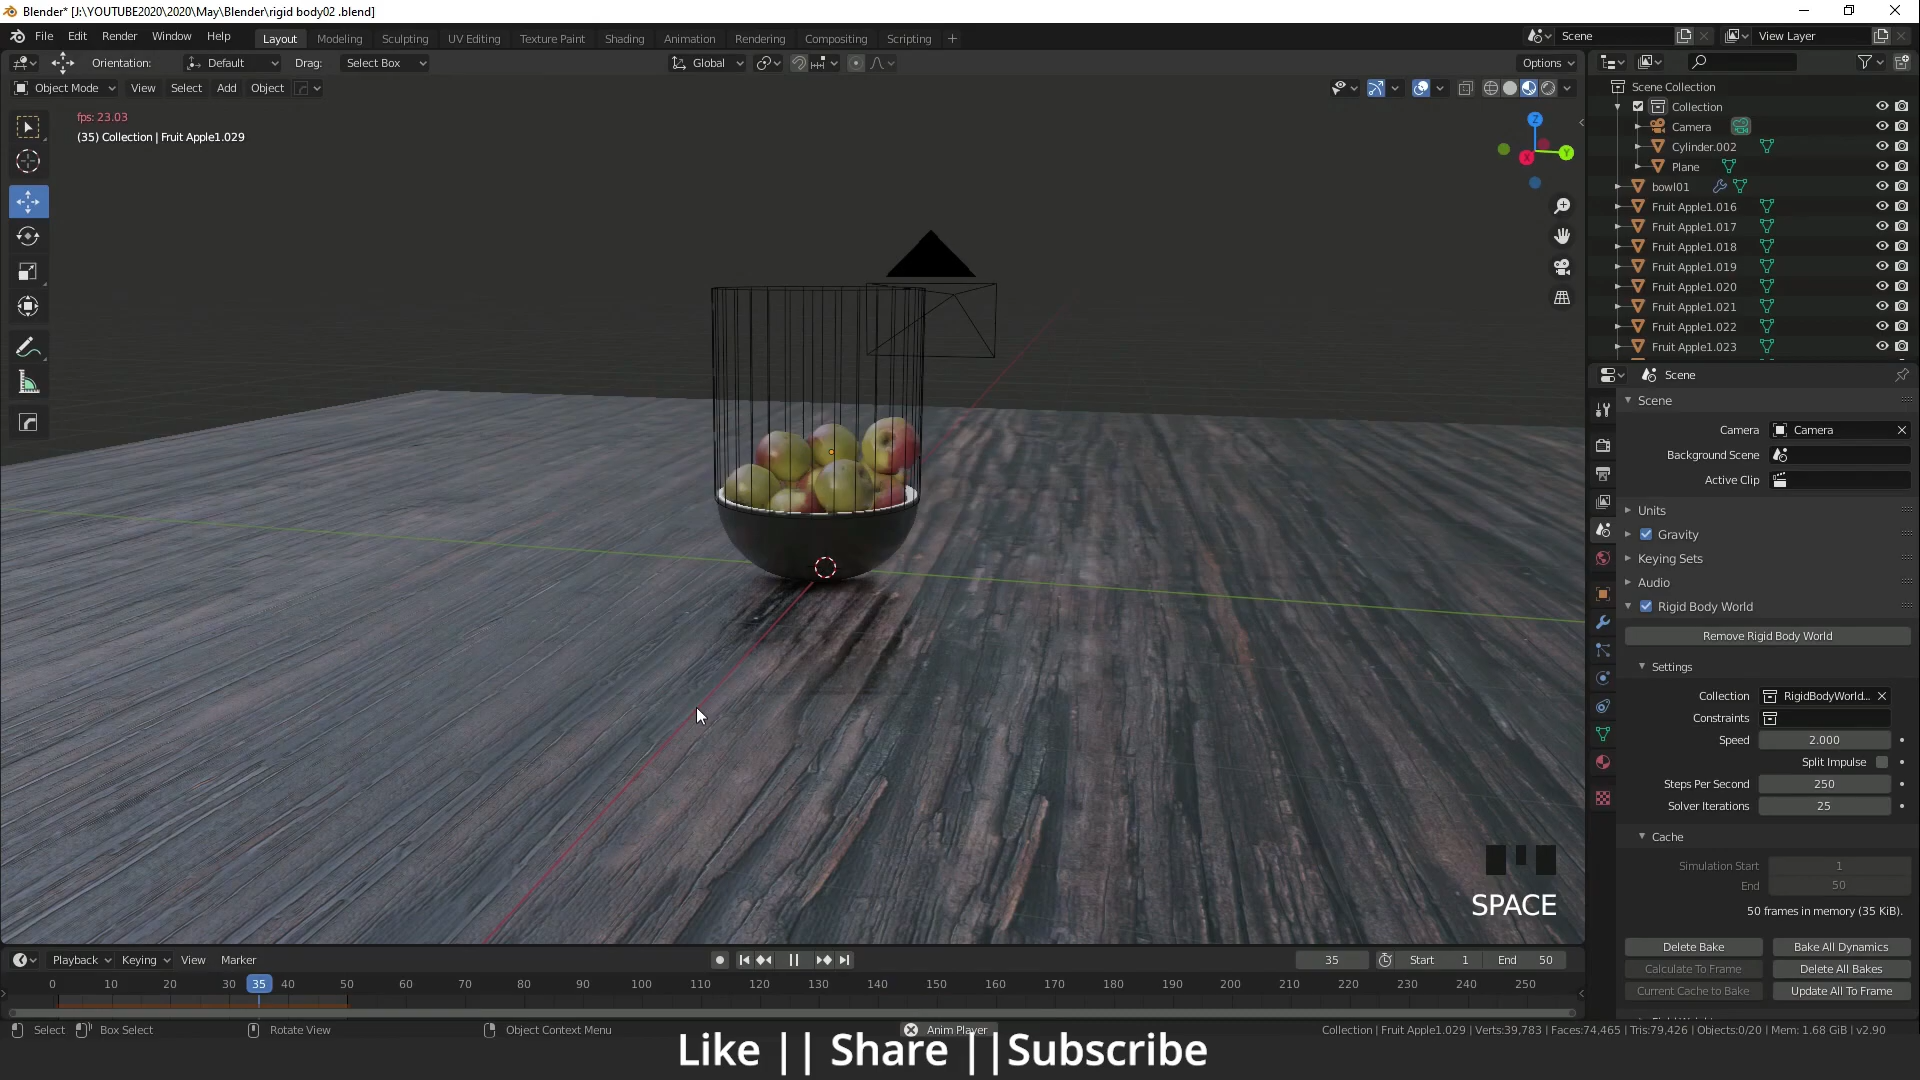 Blender* [J:\YOUTUBE2020\2020\May\Blender\rigid body02 .blend]
File Edit Render Window Help Layout Modeling Sculpting UV Editing Texture Paint Shading Animation Rendering Compositing Scripting + Scene View Layer
Orientation: Default Drag: Select Box Global Options
Object Mode View Select Add Object
fps: 23.03
(35) Collection | Fruit Apple1.029
Z
Y
X
Scene Collection
Collection
Camera
Cylinder.002
Plane
bowl01
Fruit Apple1.016
Fruit Apple1.017
Fruit Apple1.018
Fruit Apple1.019
Fruit Apple1.020
Fruit Apple1.021
Fruit Apple1.022
Fruit Apple1.023
Scene
Scene
Camera Camera
Background Scene
Active Clip
Units
Gravity
Keying Sets
Audio
Rigid Body World
Remove Rigid Body World
Settings
Collection RigidBodyWorld...
Constraints
Speed 2.000
Split Impulse
Steps Per Second 250
Solver Iterations 25
Cache
Simulation Start 1
End 50
50 frames in memory (35 KiB).
Delete Bake Bake All Dynamics
Calculate To Frame Delete All Bakes
Current Cache to Bake Update All To Frame
SPACE
Playback Keying View Marker 35 Start 1 End 50
0 10 20 30 35 40 50 60 70 80 90 100 110 120 130 140 150 160 170 180 190 200 210 220 230 240 250
Select Box Select Rotate View Object Context Menu Anim Player Collection | Fruit Apple1.029 | Verts:39,783 | Faces:74,465 | Tris:79,426 | Objects:0/20 | Mem: 1.68 GiB | v2.90
Like || Share ||Subscribe